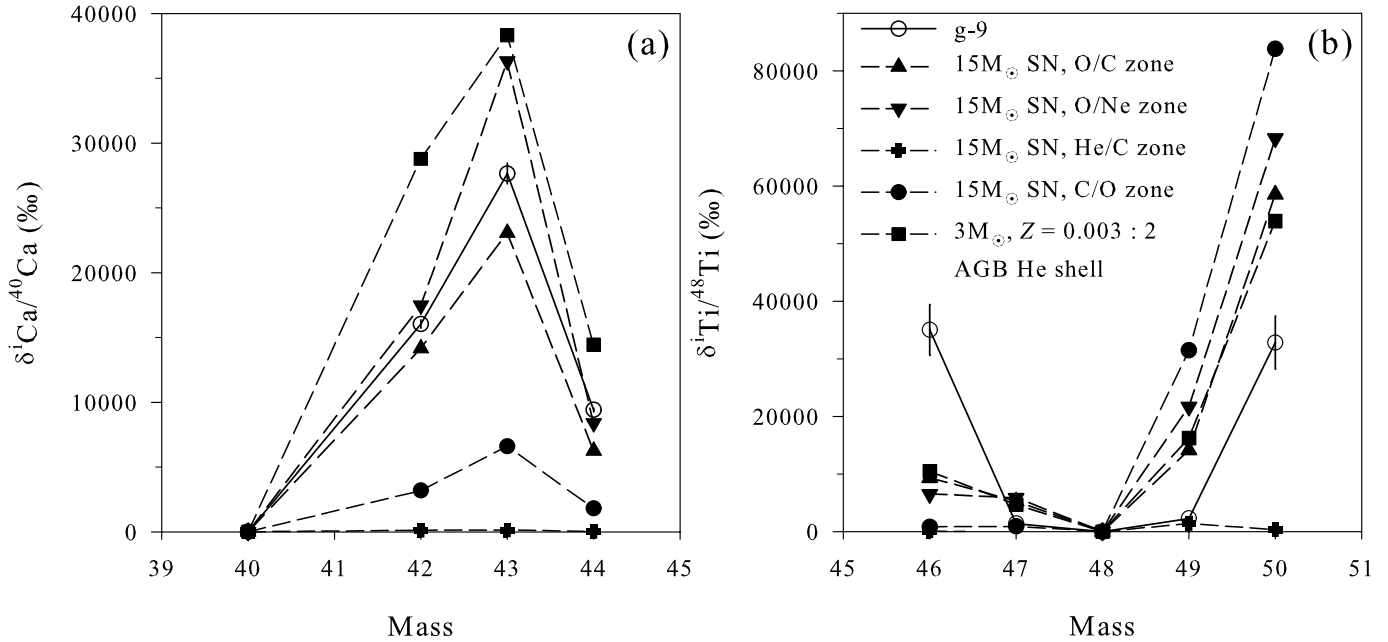 (a)
40000
30000
20000
10000
0
39 40 41 42 43 44 45
Mass
δⁱCa/⁴⁰Ca (‰)
(b)
g-9
15M☉ SN, O/C zone
15M☉ SN, O/Ne zone
15M☉ SN, He/C zone
15M☉ SN, C/O zone
3M☉, Z = 0.003 : 2
AGB He shell
80000
60000
40000
20000
0
45 46 47 48 49 50 51
Mass
δⁱTi/⁴⁸Ti (‰)